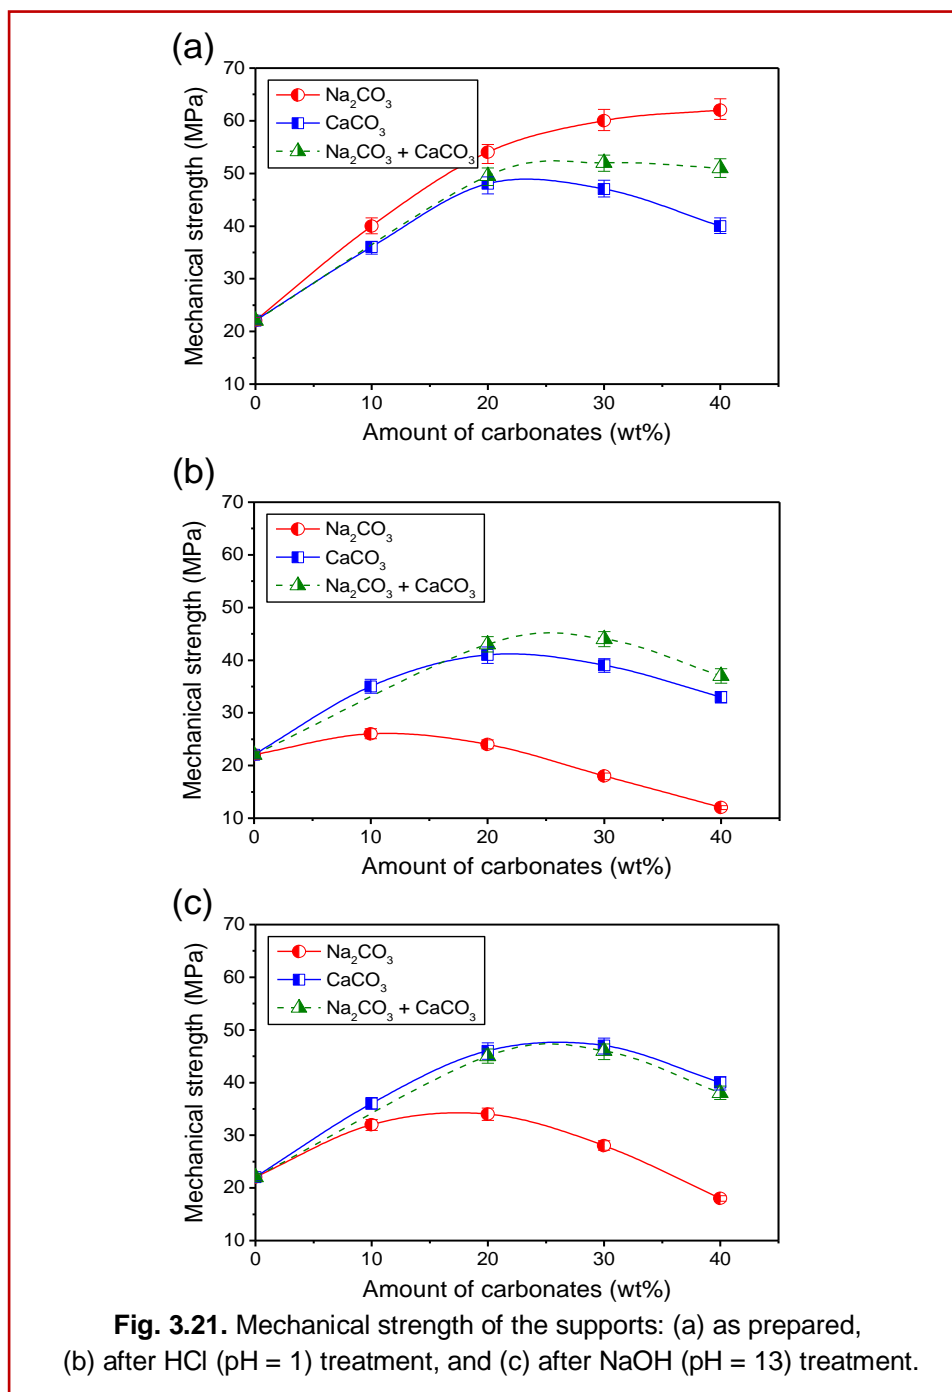 (a)
70
60
50
40
30
20
10
Mechanical strength (MPa)
Na₂CO₃
CaCO₃
Na₂CO₃ + CaCO₃
0 10 20 30 40
Amount of carbonates (wt%)
(b)
70
60
50
40
30
20
10
Mechanical strength (MPa)
Na₂CO₃
CaCO₃
Na₂CO₃ + CaCO₃
0 10 20 30 40
Amount of carbonates (wt%)
(c)
70
60
50
40
30
20
10
Mechanical strength (MPa)
Na₂CO₃
CaCO₃
Na₂CO₃ + CaCO₃
0 10 20 30 40
Amount of carbonates (wt%)
Fig. 3.21. Mechanical strength of the supports: (a) as prepared,
(b) after HCl (pH = 1) treatment, and (c) after NaOH (pH = 13) treatment.